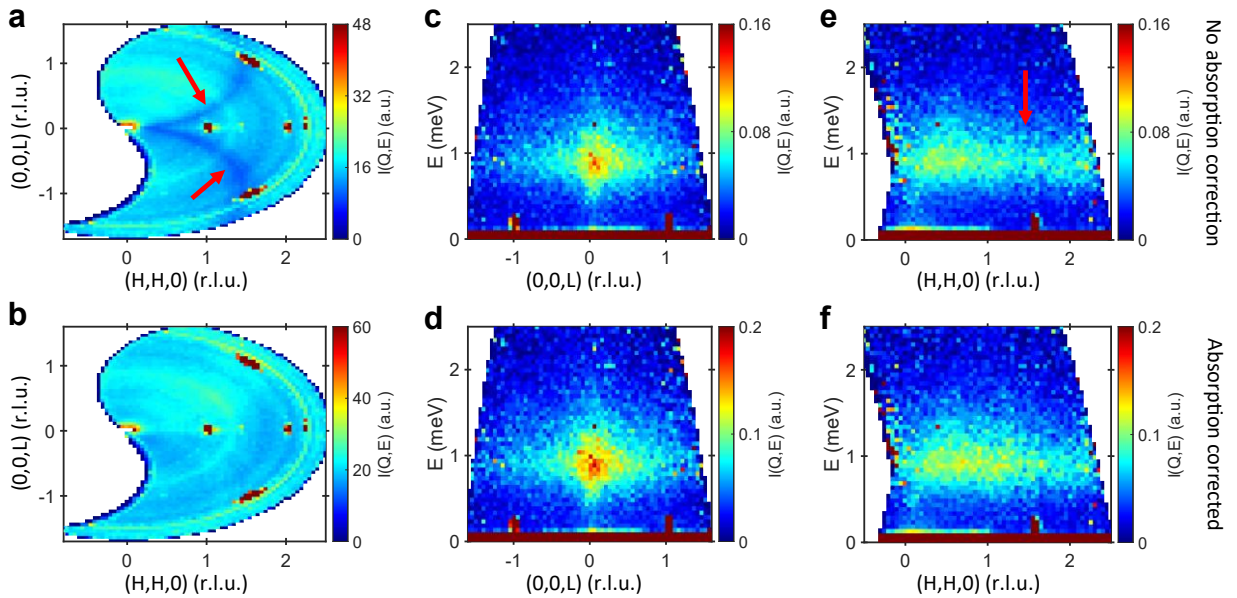 a
(0,0,L) (r.l.u.)
1
0
-1
0
1
2
(H,H,0) (r.l.u.)
48
32
16
0
I(Q,E) (a.u.)
c
E (meV)
2
1
0
-1
0
1
(0,0,L) (r.l.u.)
0.16
0.08
0
I(Q,E) (a.u.)
e
E (meV)
2
1
0
0
1
2
(H,H,0) (r.l.u.)
0.16
0.08
0
I(Q,E) (a.u.)
No absorption correction
b
(0,0,L) (r.l.u.)
1
0
-1
0
1
2
(H,H,0) (r.l.u.)
60
40
20
0
I(Q,E) (a.u.)
d
E (meV)
2
1
0
-1
0
1
(0,0,L) (r.l.u.)
0.2
0.1
0
I(Q,E) (a.u.)
f
E (meV)
2
1
0
0
1
2
(H,H,0) (r.l.u.)
0.2
0.1
0
I(Q,E) (a.u.)
Absorption corrected